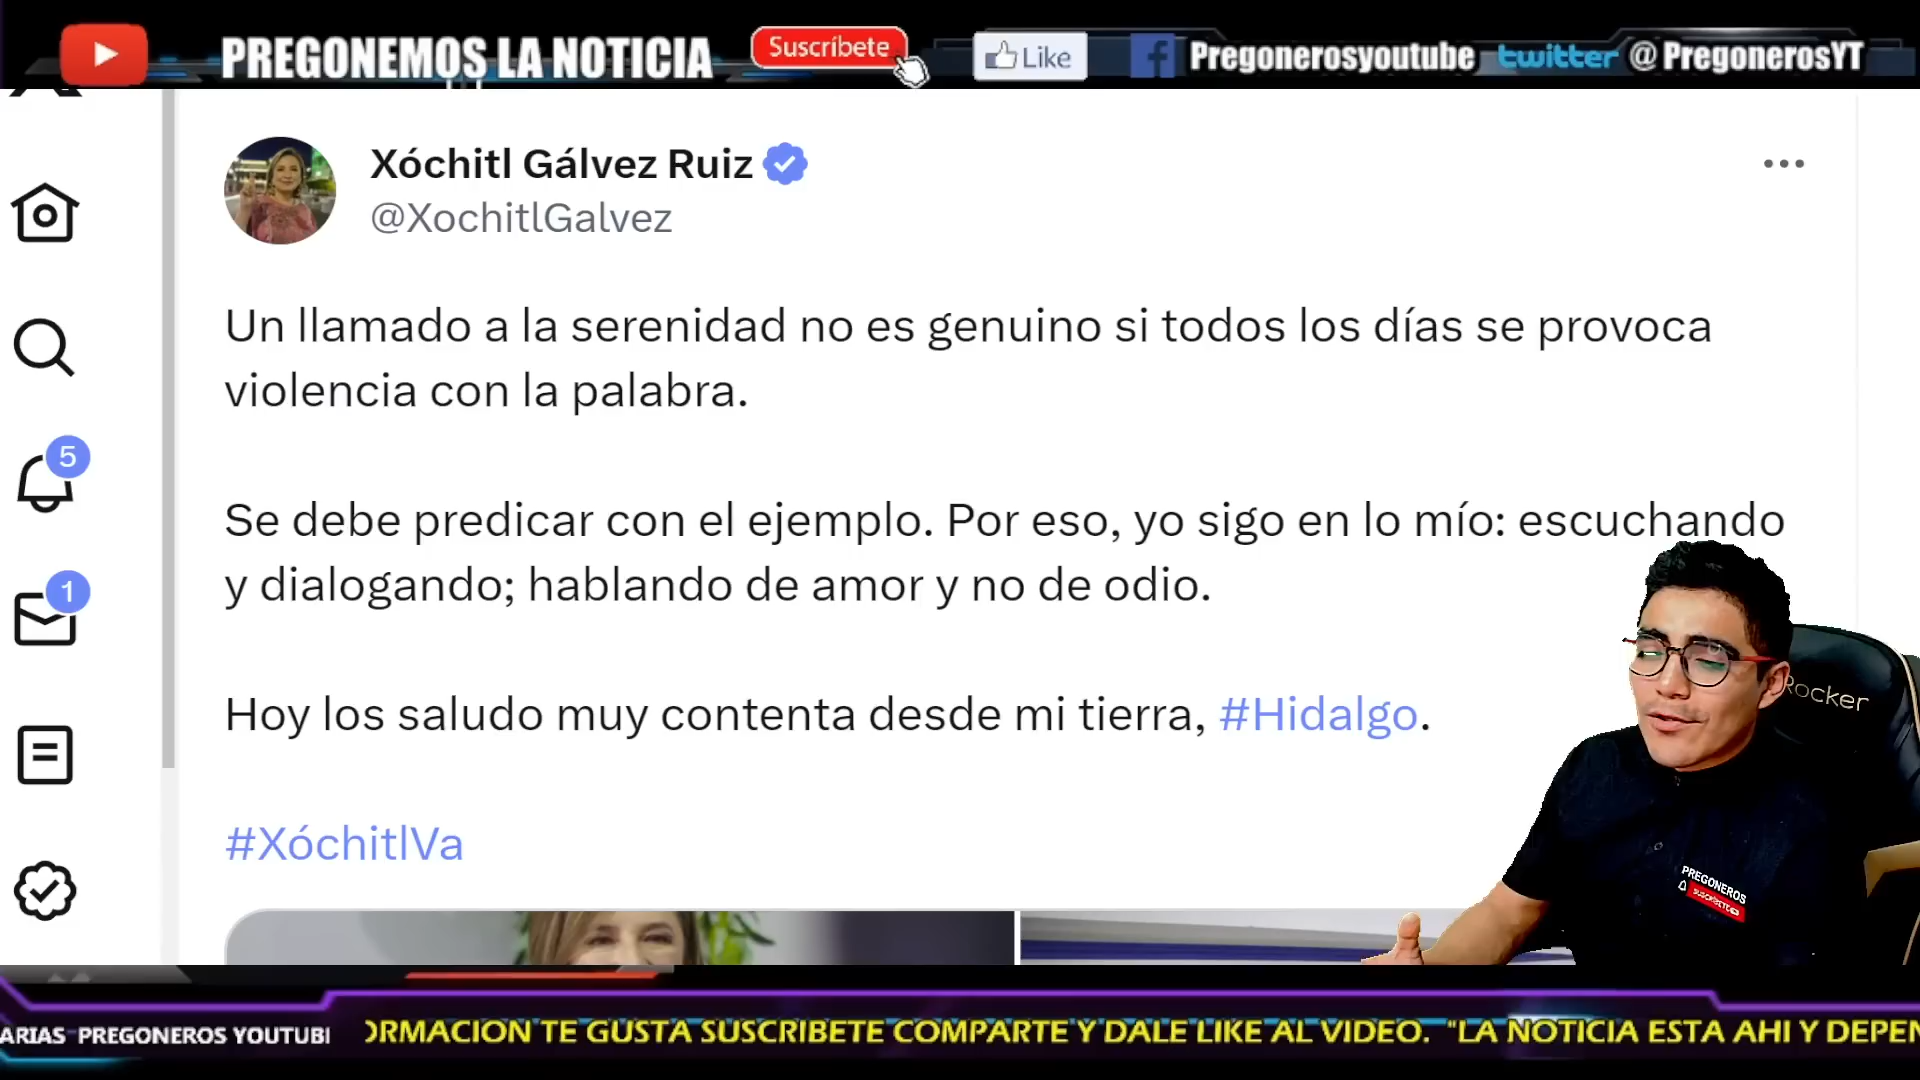 PREGONEMOS LA NOTICIA
Suscríbete
Like
Pregonerosyoutube
twitter @PregonerosYT
Xóchitl Gálvez Ruiz
@XochitlGalvez
5
1
Un llamado a la serenidad no es genuino si todos los días se provoca
violencia con la palabra.
Se debe predicar con el ejemplo. Por eso, yo sigo en lo mío: escuchando
y dialogando; hablando de amor y no de odio.
Hoy los saludo muy contenta desde mi tierra, #Hidalgo.
#XóchitlVa
Rocker
PREGONEROS
SUSCRÍBETE
ARIAS PREGONEROS YOUTUBE
ORMACION TE GUSTA SUSCRIBETE COMPARTE Y DALE LIKE AL VIDEO. "LA NOTICIA ESTA AHI Y DEPEN